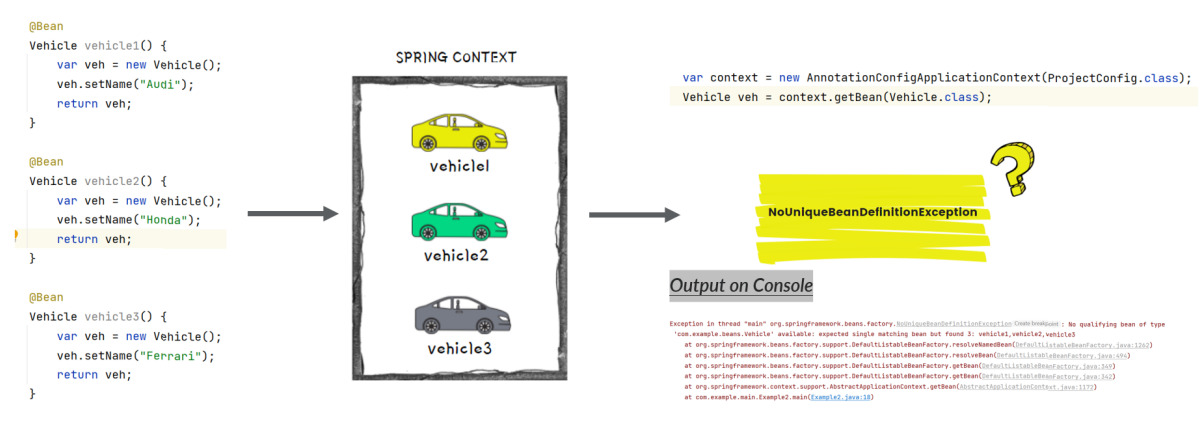 @Bean
Vehicle vehicle1() {
var veh = new Vehicle();
veh.setName("Audi");
return veh;
}
@Bean
Vehicle vehicle2() {
var veh = new Vehicle();
veh.setName("Honda");
return veh;
}
@Bean
Vehicle vehicle3() {
var veh = new Vehicle();
veh.setName("Ferrari");
return veh;
}
SPRING CONTEXT
vehicle1
vehicle2
vehicle3
var context = new AnnotationConfigApplicationContext(ProjectConfig.class);
Vehicle veh = context.getBean(Vehicle.class);
?
NoUniqueBeanDefinitionException
Output on Console
Exception in thread "main" org.springframework.beans.factory.NoUniqueBeanDefinitionException Create breakpoint : No qualifying bean of type
'com.example.beans.Vehicle' available: expected single matching bean but found 3: vehicle1,vehicle2,vehicle3
at org.springframework.beans.factory.support.DefaultListableBeanFactory.resolveNamedBean(DefaultListableBeanFactory.java:1262)
at org.springframework.beans.factory.support.DefaultListableBeanFactory.resolveBean(DefaultListableBeanFactory.java:494)
at org.springframework.beans.factory.support.DefaultListableBeanFactory.getBean(DefaultListableBeanFactory.java:349)
at org.springframework.beans.factory.support.DefaultListableBeanFactory.getBean(DefaultListableBeanFactory.java:342)
at org.springframework.context.support.AbstractApplicationContext.getBean(AbstractApplicationContext.java:1172)
at com.example.main.Example2.main(Example2.java:18)